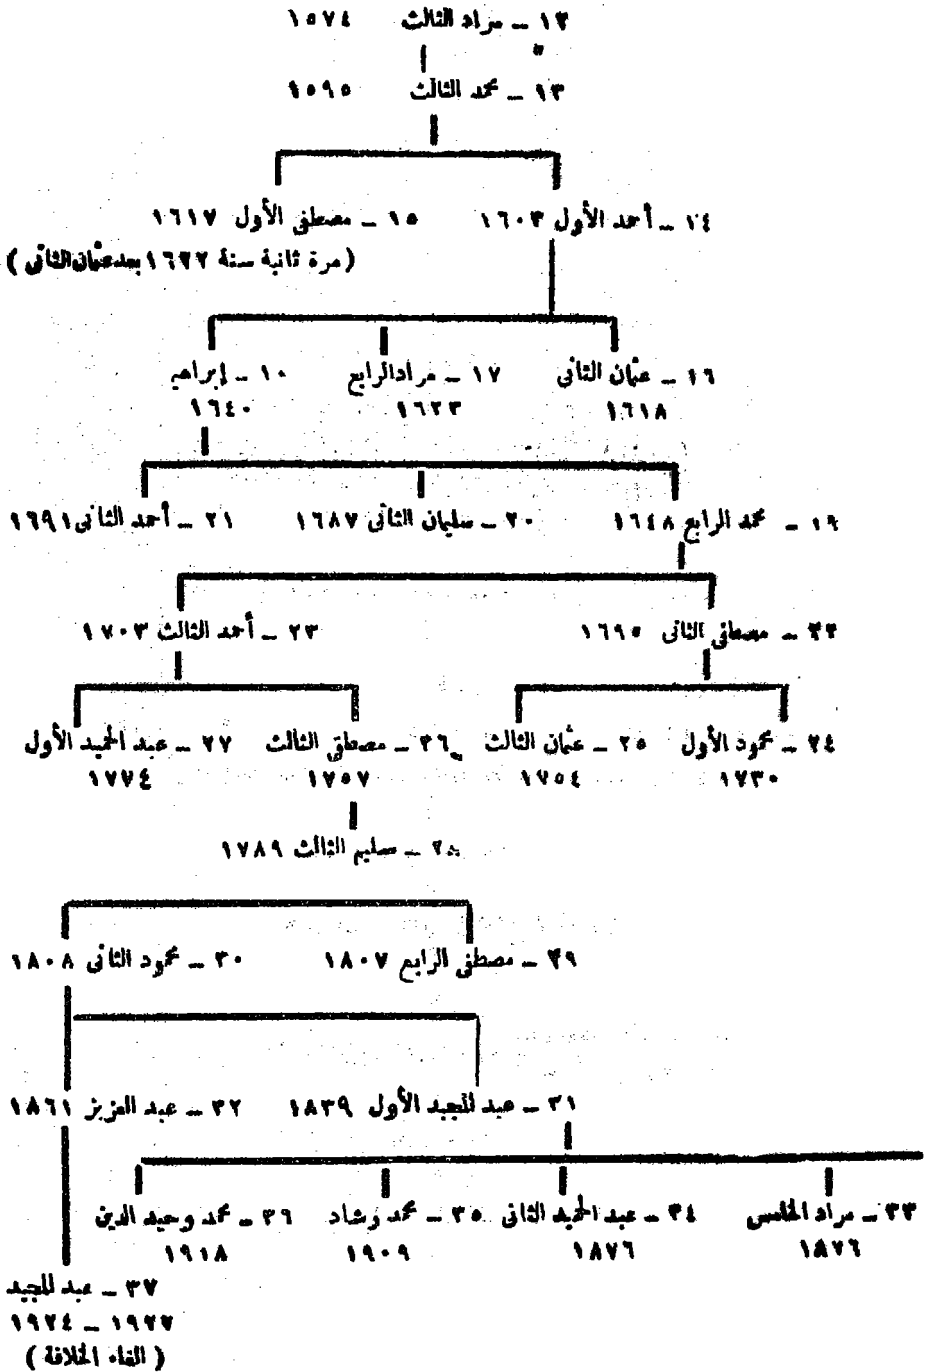 ١٢ – مراد الثالث ١٥٧٤
١٣ – محمد الثالث ١٥٩٥
١٤ – أحمد الأول ١٦٠٣ ١٥ – مصطفى الأول ١٦١٧
(مرة ثانية سنة ١٦٢٢ بعد عثمان الثانى)
١٦ – عثمان الثانى ١٧ – مراد الرابع ١٠ – إبراهيم
١٦١٨ ١٦٢٣ ١٦٤٠
١٩ – محمد الرابع ١٦٤٨ ٢٠ – سليمان الثانى ١٦٨٧ ٢١ – أحمد الثانى ١٦٩١
٢٢ – مصطفى الثانى ١٦٩٥ ٢٣ – أحمد الثالث ١٧٠٣
٢٤ – محمود الأول ٢٥ – عثمان الثالث ٢٦ – مصطفى الثالث ٢٧ – عبد الحميد الأول
١٧٣٠ ١٧٥٤ ١٧٥٧ ١٧٧٤
٢٨ – سليم الثالث ١٧٨٩
٢٩ – مصطفى الرابع ١٨٠٧ ٣٠ – محمود الثانى ١٨٠٨
٣١ – عبد المجيد الأول ١٨٣٩ ٣٢ – عبد العزيز ١٨٦١
٣٣ – مراد الخامس ٣٤ – عبد الحميد الثانى ٣٥ – محمد رشاد ٣٦ – محمد وحيد الدين
١٨٧٦ ١٨٧٦ ١٩٠٩ ١٩١٨
٣٧ – عبد المجيد
١٩٢٢ – ١٩٢٤
(الغاء الخلافة)